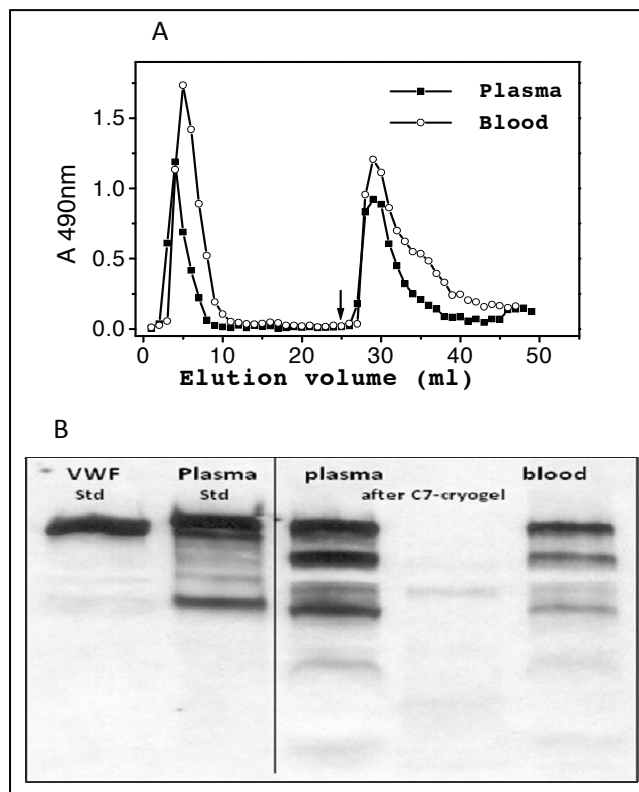 A
A 490nm
1.5
1.0
0.5
0.0
Plasma
Blood
0 10 20 30 40 50
Elution volume (ml)
B
VWF Plasma plasma blood
Std Std after C7-cryogel